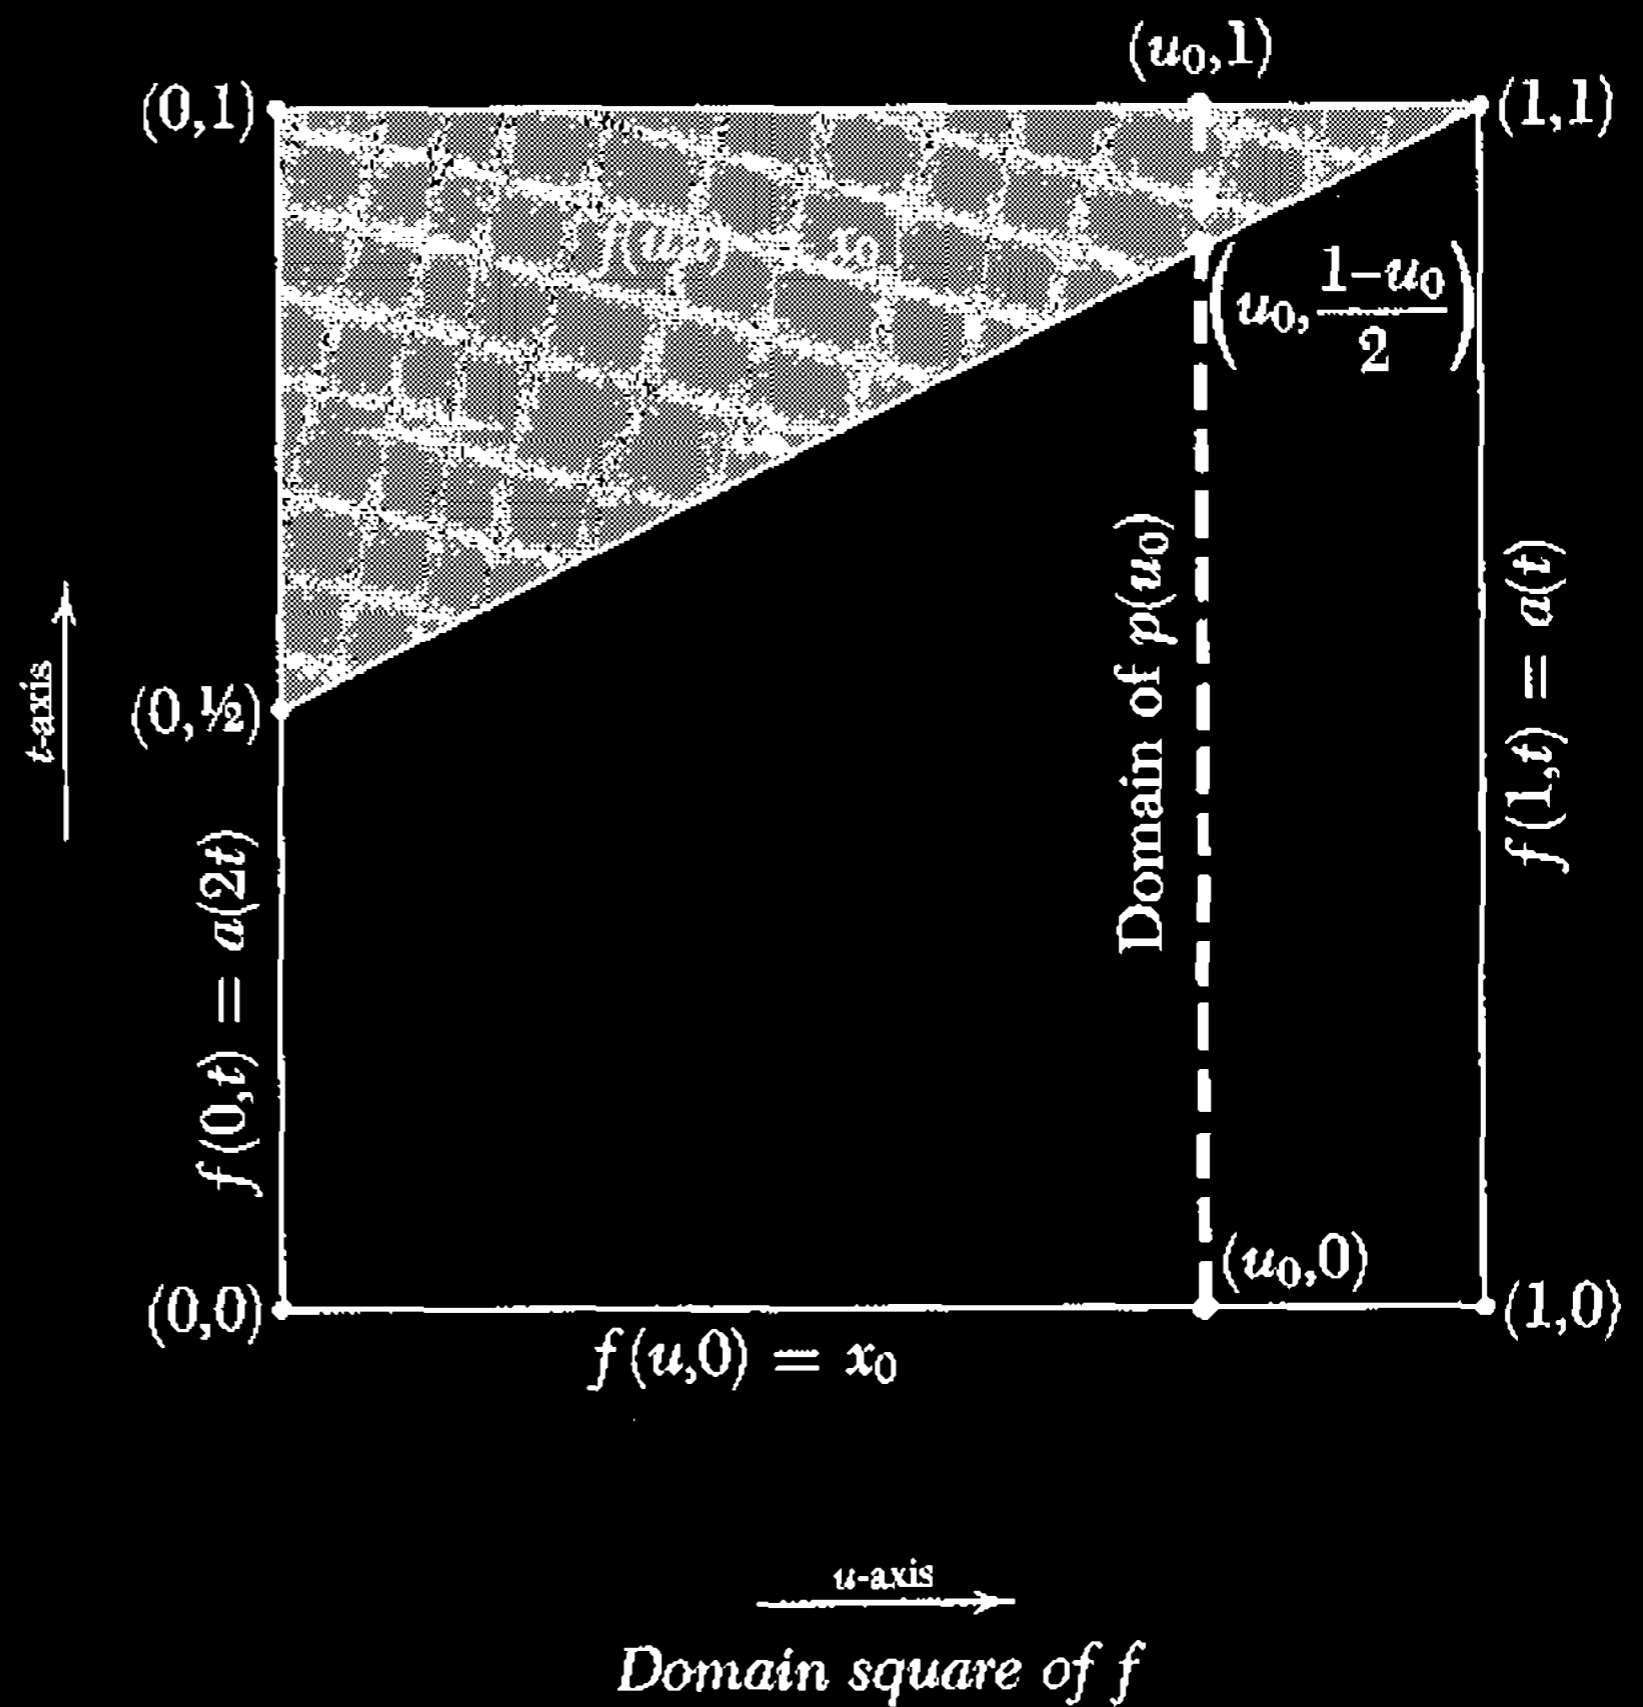 (u₀,1)
(0,1)
(1,1)
f(u,t) x₀
(u₀, 1–u₀/2)
(0,½)
t-axis
Domain of p(u₀)
f(1,t) = a(t)
f(0,t) = a(2t)
(u₀,0)
(0,0)
(1,0)
f(u,0) = x₀
u-axis
Domain square of f